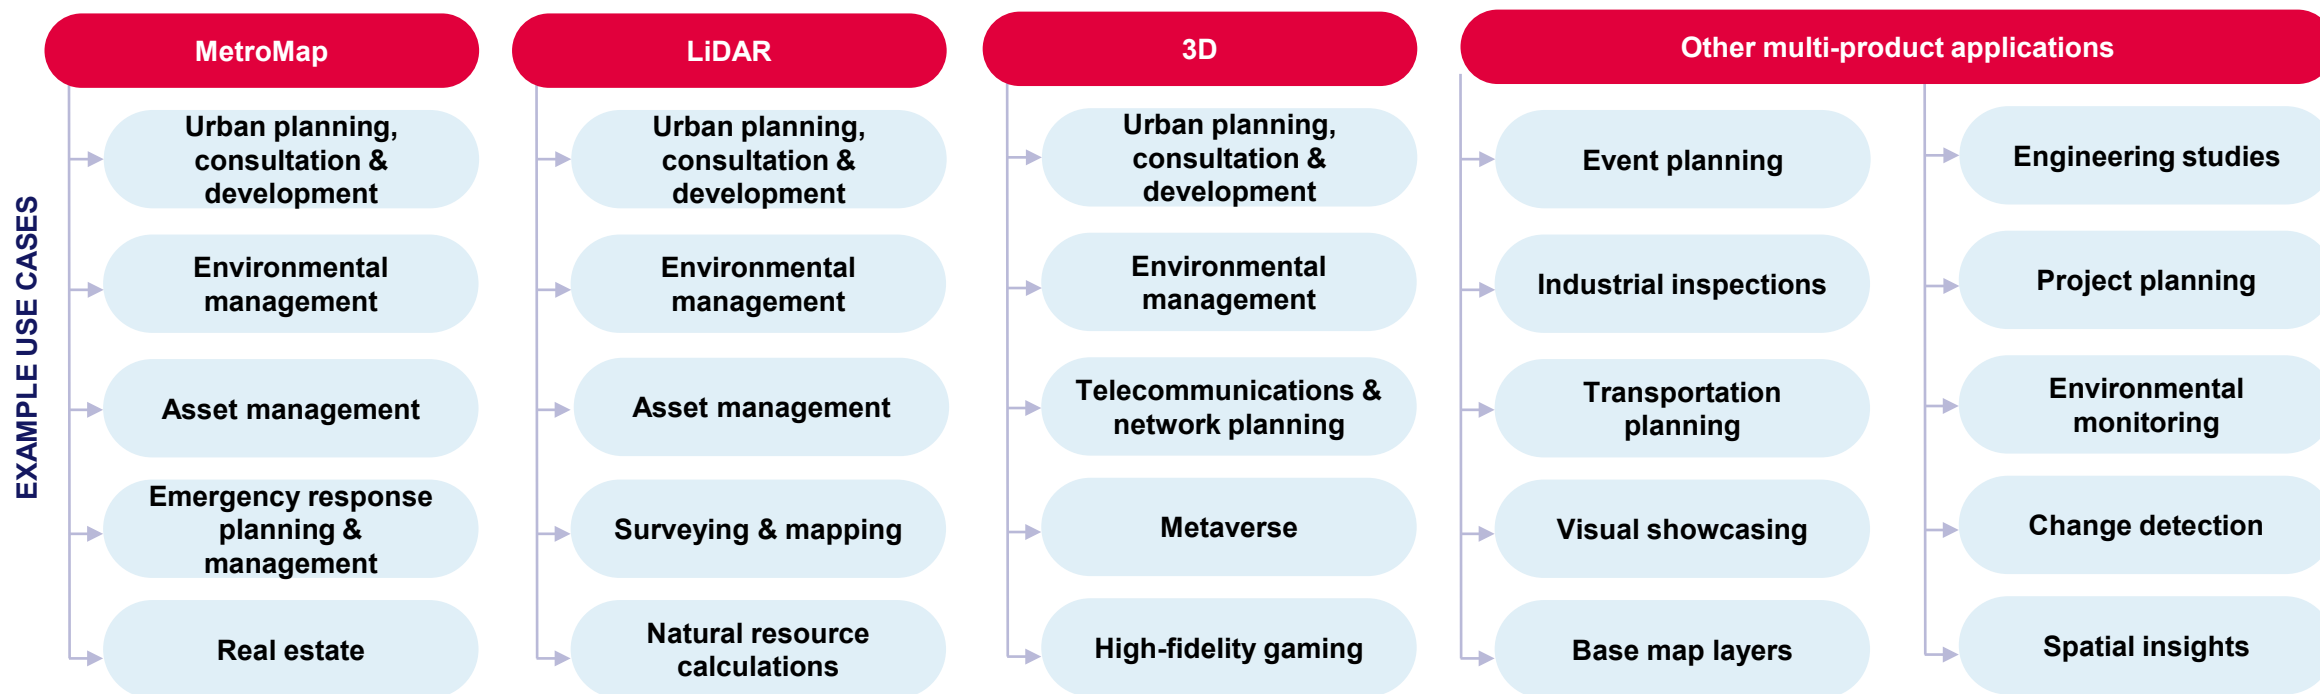 EXAMPLE USE CASES
MetroMap
Urban planning,
consultation &
development
Environmental
management
Asset management
Emergency response
planning &
management
Real estate
LiDAR
Urban planning,
consultation &
development
Environmental
management
Asset management
Surveying & mapping
Natural resource
calculations
3D
Urban planning,
consultation &
development
Environmental
management
Telecommunications &
network planning
Metaverse
High-fidelity gaming
Other multi-product applications
Event planning
Industrial inspections
Transportation
planning
Visual showcasing
Base map layers
Engineering studies
Project planning
Environmental
monitoring
Change detection
Spatial insights